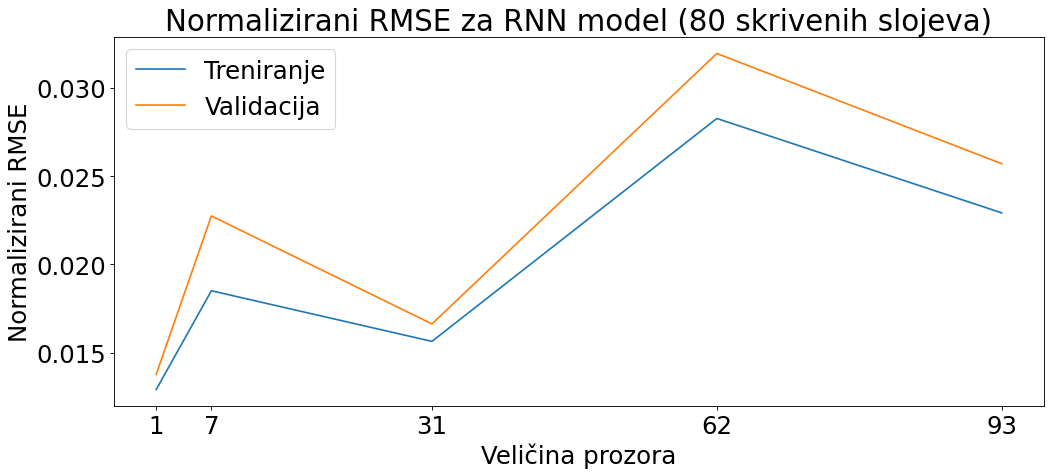 Normalizirani RMSE za RNN model (80 skrivenih slojeva)
Treniranje
Validacija
Normalizirani RMSE
0.030
0.025
0.020
0.015
1 7 31 62 93
Veličina prozora